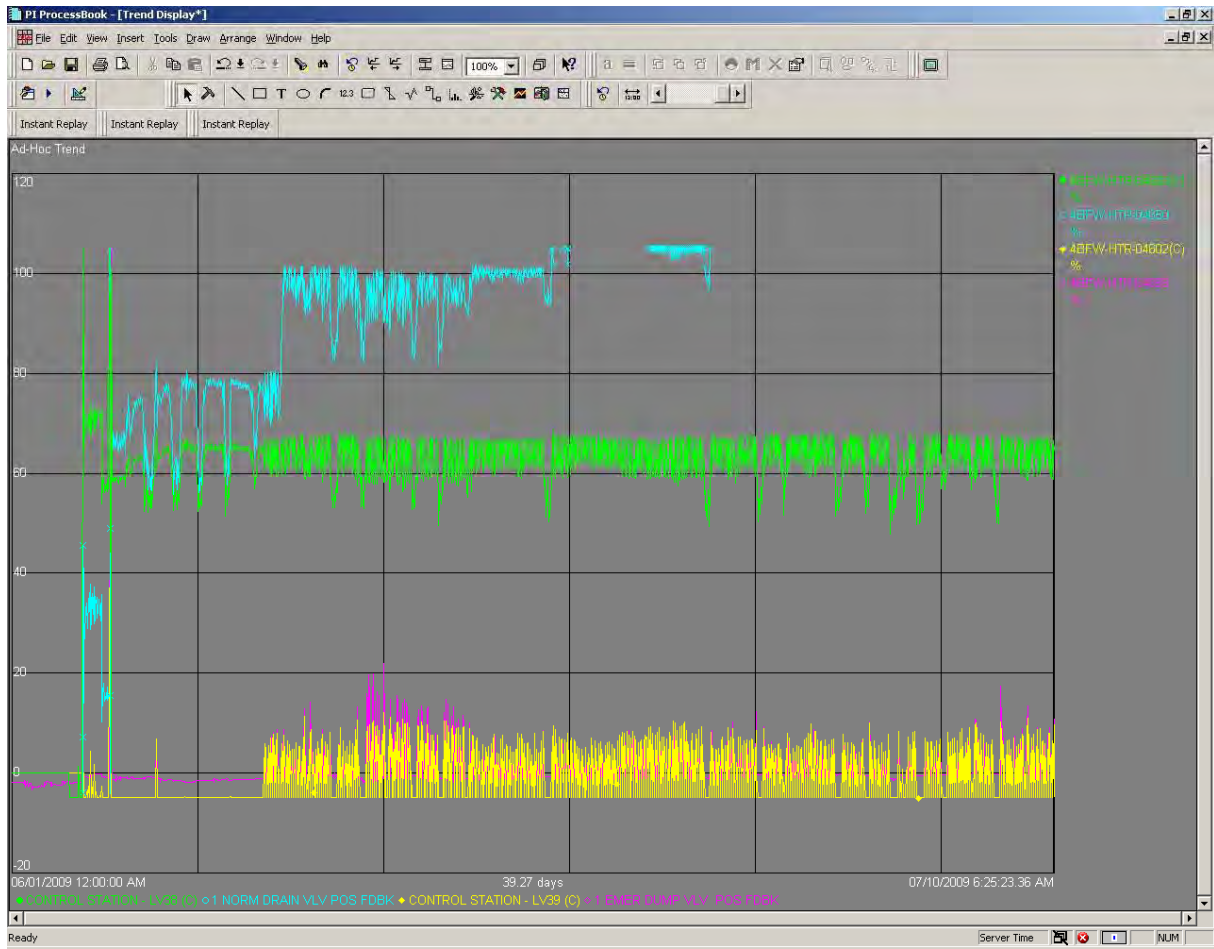 PI ProcessBook - [Trend Display*]
File Edit View Insert Tools Draw Arrange Window Help
100%
T 12.3
Instant Replay Instant Replay Instant Replay
Ad-Hoc Trend
120
100
80
60
40
20
0
-20
%
4BFW-HTR-04602(C)
%
06/01/2009 12:00:00 AM 39.27 days 07/10/2009 6:25:23.36 AM
CONTROL STATION - LV39 (C) 1 NORM DRAIN VLV POS FDBK CONTROL STATION - LV39 (C) 1 EMER DUMP VLV POS FDBK
Ready Server Time NUM